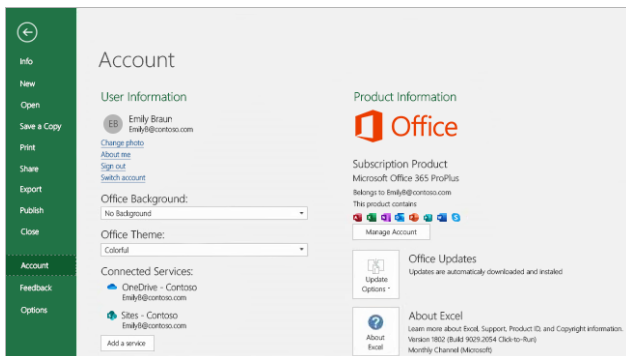 Info
New
Open
Save a Copy
Print
Share
Export
Publish
Close
Account
Feedback
Options
Account
User Information
EB
Emily Braun
EmilyB@contoso.com
Change photo
About me
Sign out
Switch account
Office Background:
No Background
Office Theme:
Colorful
Connected Services:
OneDrive - Contoso
EmilyB@contoso.com
Sites - Contoso
EmilyB@contoso.com
Add a service
Product Information
Office
Subscription Product
Microsoft Office 365 ProPlus
Belongs to EmilyB@contoso.com
This product contains
Manage Account
Update
Options
Office Updates
Updates are automaticaly downloaded and instaled
?
About
Excel
About Excel
Learn more about Excel, Support, Product ID, and Copyright information.
Version 1802 (Build 9029.2054 Click-to-Run)
Monthly Channel (Microsoft)